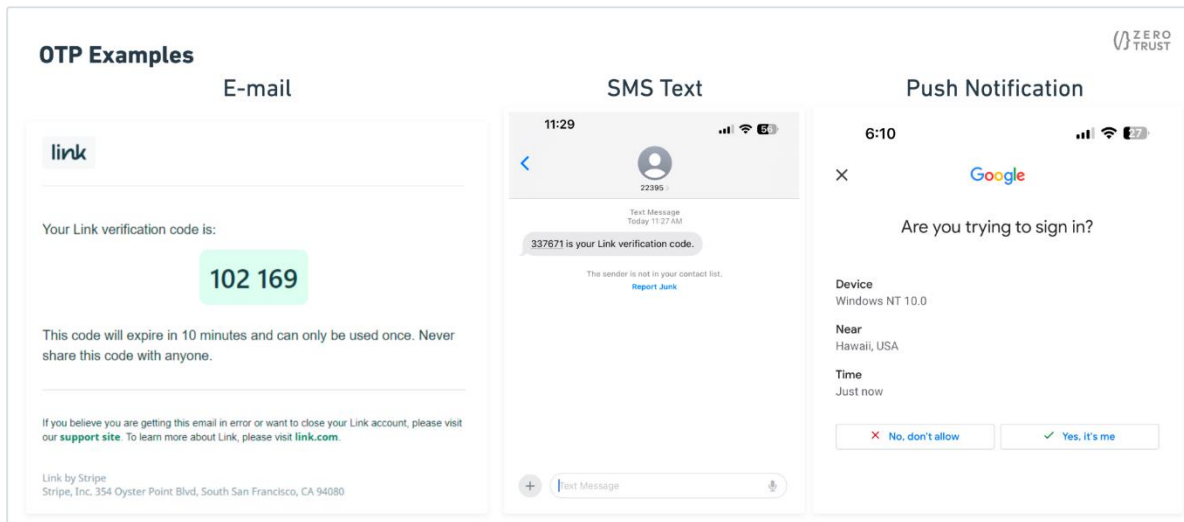 OTP Examples
(/} ZERO
TRUST
E-mail
link
Your Link verification code is:
102 169
This code will expire in 10 minutes and can only be used once. Never
share this code with anyone.
If you believe you are getting this email in error or want to close your Link account, please visit
our support site. To learn more about Link, please visit link.com.
Link by Stripe
Stripe, Inc. 354 Oyster Point Blvd, South San Francisco, CA 94080
SMS Text
11:29
56
22395 >
Text Message
Today 11:27 AM
337671 is your Link verification code.
The sender is not in your contact list.
Report Junk
Text Message
Push Notification
6:10
27
Google
Are you trying to sign in?
Device
Windows NT 10.0
Near
Hawaii, USA
Time
Just now
No, don't allow
Yes, it's me